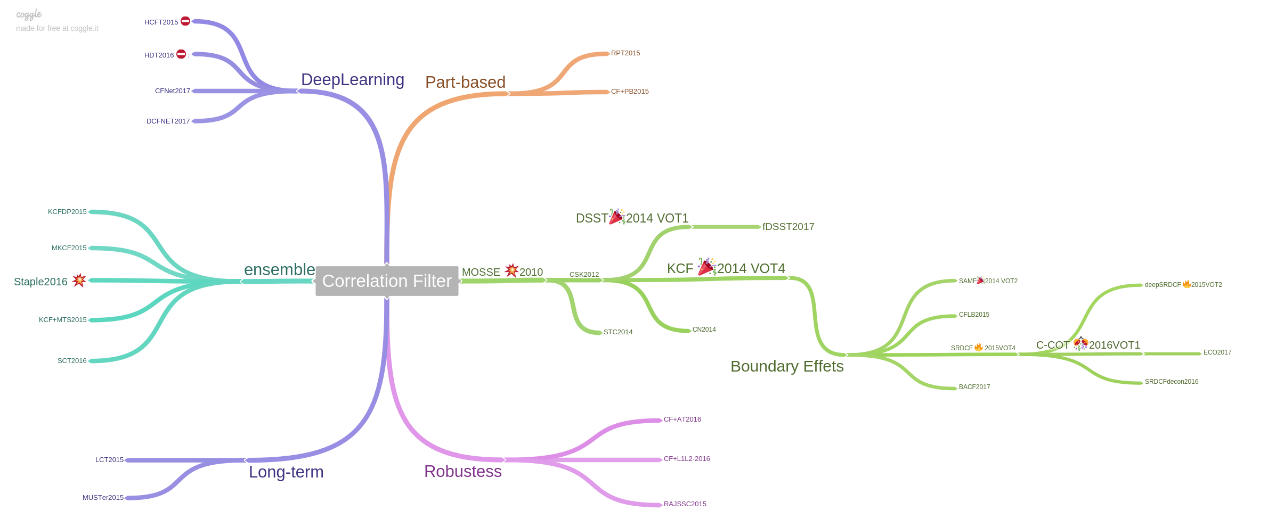 coggle
made for free at coggle.it
HCFT2015
HDT2016
CFNet2017
DCFNET2017
DeepLearning
Part-based
RPT2015
CF+PB2015
KCFDP2015
MKCF2015
Staple2016
KCF+MTS2015
SCT2016
ensemble
Correlation Filter
MOSSE 2010
CSK2012
STC2014
DSST 2014 VOT1
fDSST2017
KCF 2014 VOT4
CN2014
Boundary Effets
SAMF 2014 VOT2
CFLB2015
SRDCF 2015VOT4
BACF2017
deepSRDCF 2015VOT2
C-COT 2016VOT1
ECO2017
SRDCFdecon2016
LCT2015
MUSTer2015
Long-term
Robustess
CF+AT2016
CF+L1L2-2016
RAJSSC2015